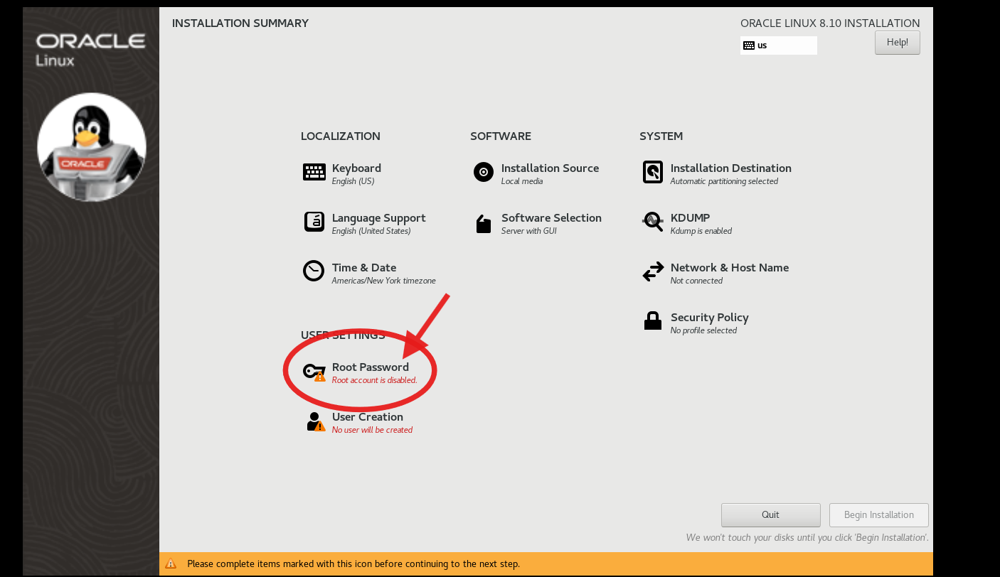 ORACLE
Linux
ORACLE
INSTALLATION SUMMARY
ORACLE LINUX 8.10 INSTALLATION
us
Help!
LOCALIZATION
Keyboard
English (US)
Language Support
English (United States)
Time & Date
Americas/New York timezone
SOFTWARE
Installation Source
Local media
Software Selection
Server with GUI
SYSTEM
Installation Destination
Automatic partitioning selected
KDUMP
Kdump is enabled
Network & Host Name
Not connected
Security Policy
No profile selected
USER SETTINGS
Root Password
Root account is disabled.
User Creation
No user will be created
Quit
Begin Installation
We won't touch your disks until you click 'Begin Installation'.
Please complete items marked with this icon before continuing to the next step.